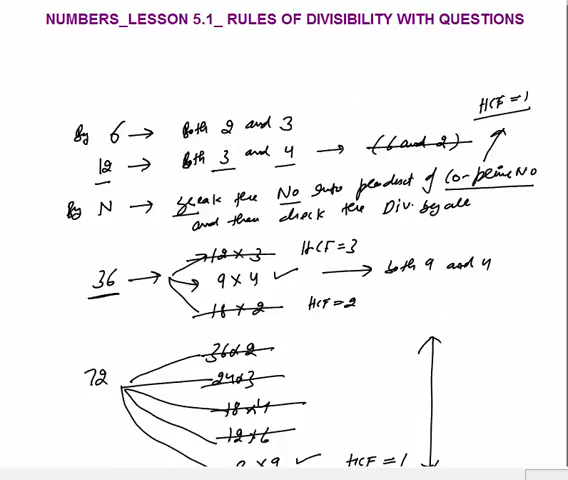 NUMBERS_LESSON 5.1_ RULES OF DIVISIBILITY WITH QUESTIONS
HCF = 1
By 6 → Both 2 and 3
12 → Both 3 and 4 → (6 and 2)
By N → Break the No into product of Co-prime No
and then check the Div. by all
12 × 3 HCF = 3
36 → 9 × 4 ✓ → both 9 and 4
18 × 2 HCF = 2
36 × 2
72
24 × 3
18 × 4
12 × 6
× 9 ✓ HCF = 1